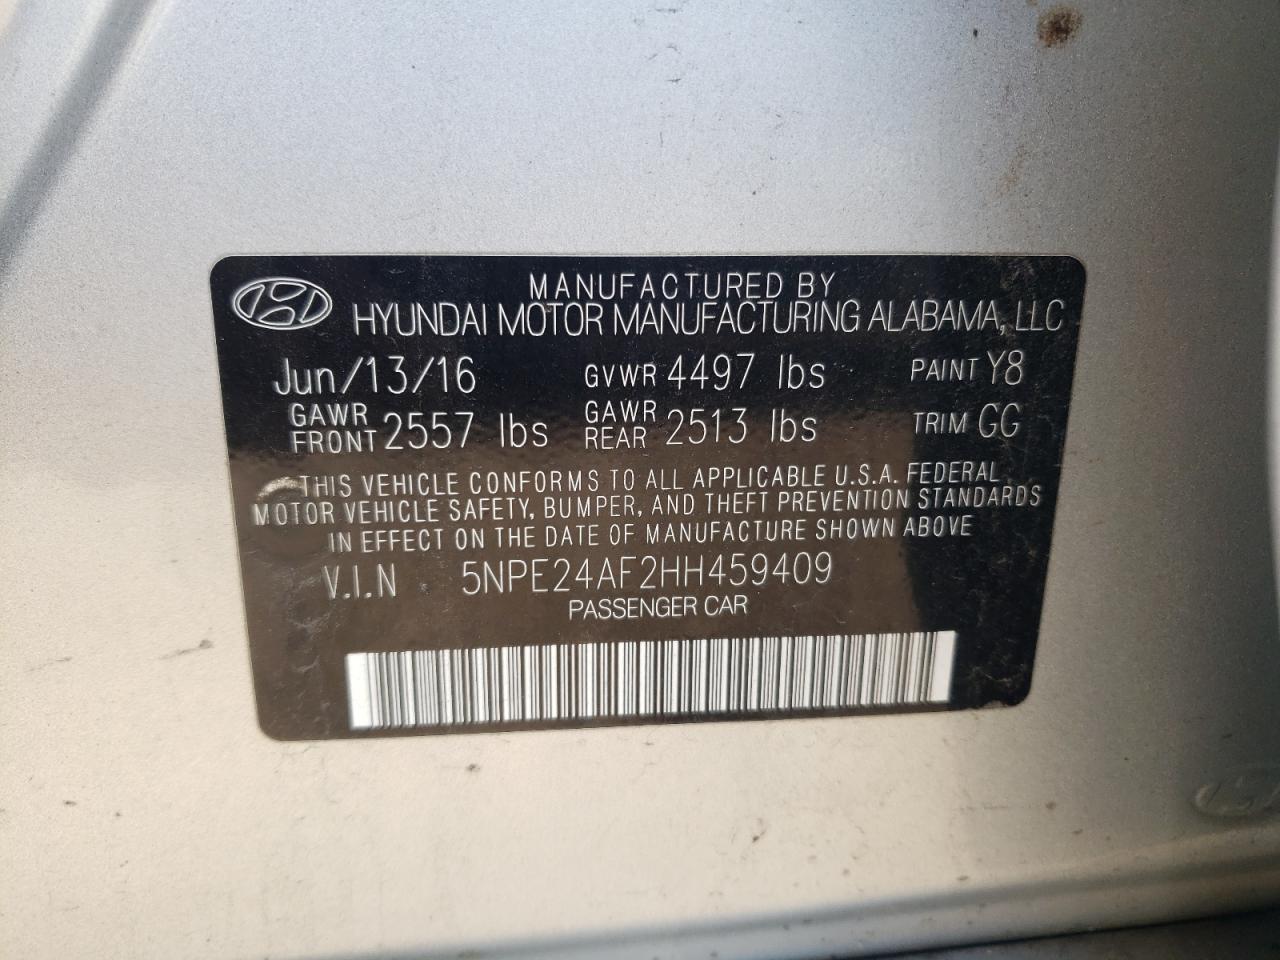 MANUFACTURED BY
HYUNDAI MOTOR MANUFACTURING ALABAMA, LLC
Jun/13/16 GVWR 4497 lbs PAINT Y8
GAWR FRONT 2557 lbs GAWR REAR 2513 lbs TRIM GG
THIS VEHICLE CONFORMS TO ALL APPLICABLE U.S.A. FEDERAL
MOTOR VEHICLE SAFETY, BUMPER, AND THEFT PREVENTION STANDARDS
IN EFFECT ON THE DATE OF MANUFACTURE SHOWN ABOVE
V.I.N 5NPE24AF2HH459409
PASSENGER CAR